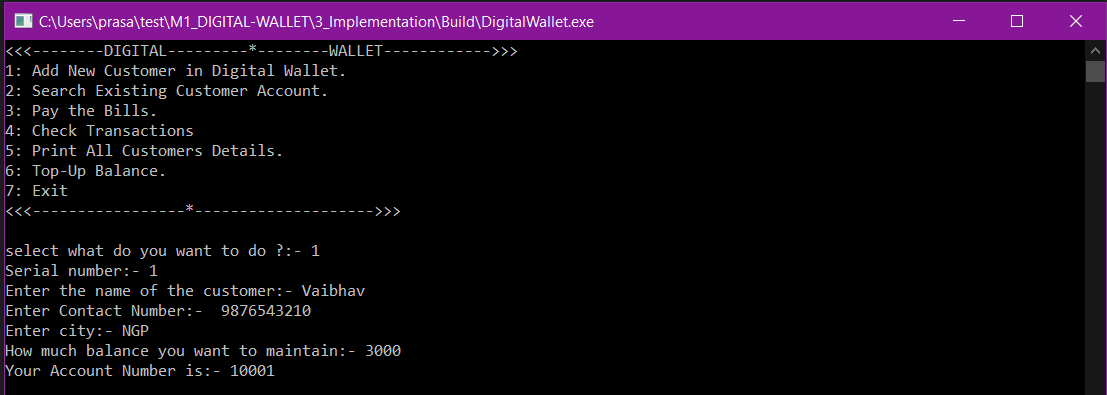 C:\Users\prasa\test\M1_DIGITAL-WALLET\3_Implementation\Build\DigitalWallet.exe
<<<--------DIGITAL---------*--------WALLET------------>>>
1: Add New Customer in Digital Wallet.
2: Search Existing Customer Account.
3: Pay the Bills.
4: Check Transactions
5: Print All Customers Details.
6: Top-Up Balance.
7: Exit
<<<-----------------*-------------------->>>
select what do you want to do ?:- 1
Serial number:- 1
Enter the name of the customer:- Vaibhav
Enter Contact Number:-  9876543210
Enter city:- NGP
How much balance you want to maintain:- 3000
Your Account Number is:- 10001